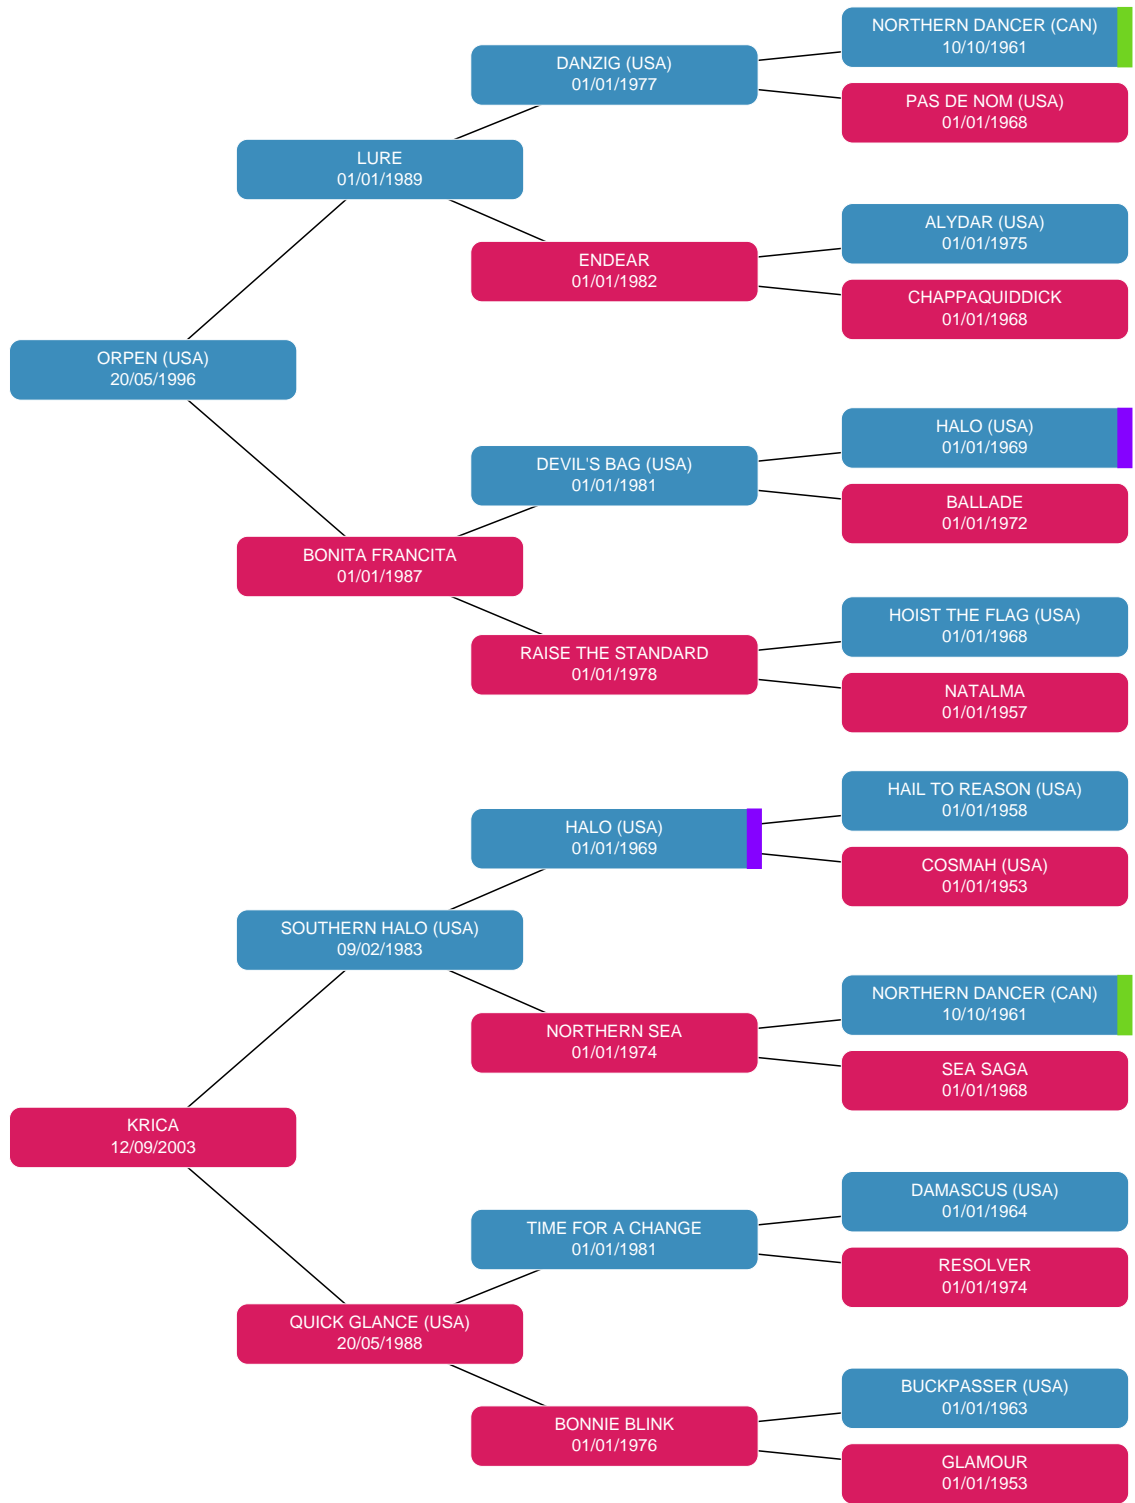 NORTHERN DANCER (CAN)
10/10/1961
DANZIG (USA)
01/01/1977
PAS DE NOM (USA)
01/01/1968
LURE
01/01/1989
ALYDAR (USA)
01/01/1975
ENDEAR
01/01/1982
CHAPPAQUIDDICK
01/01/1968
ORPEN (USA)
20/05/1996
HALO (USA)
01/01/1969
DEVIL'S BAG (USA)
01/01/1981
BALLADE
01/01/1972
BONITA FRANCITA
01/01/1987
HOIST THE FLAG (USA)
01/01/1968
RAISE THE STANDARD
01/01/1978
NATALMA
01/01/1957
HAIL TO REASON (USA)
01/01/1958
HALO (USA)
01/01/1969
COSMAH (USA)
01/01/1953
SOUTHERN HALO (USA)
09/02/1983
NORTHERN DANCER (CAN)
10/10/1961
NORTHERN SEA
01/01/1974
SEA SAGA
01/01/1968
KRICA
12/09/2003
DAMASCUS (USA)
01/01/1964
TIME FOR A CHANGE
01/01/1981
RESOLVER
01/01/1974
QUICK GLANCE (USA)
20/05/1988
BUCKPASSER (USA)
01/01/1963
BONNIE BLINK
01/01/1976
GLAMOUR
01/01/1953